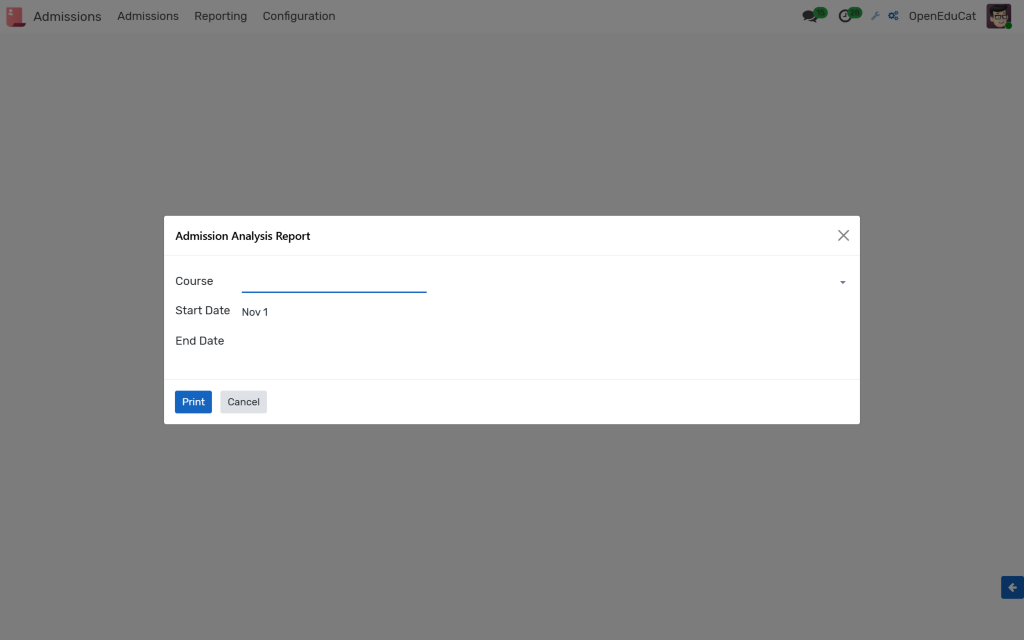 Admissions Admissions Reporting Configuration OpenEduCat
Admission Analysis Report
Course
Start Date Nov 1
End Date
Print Cancel